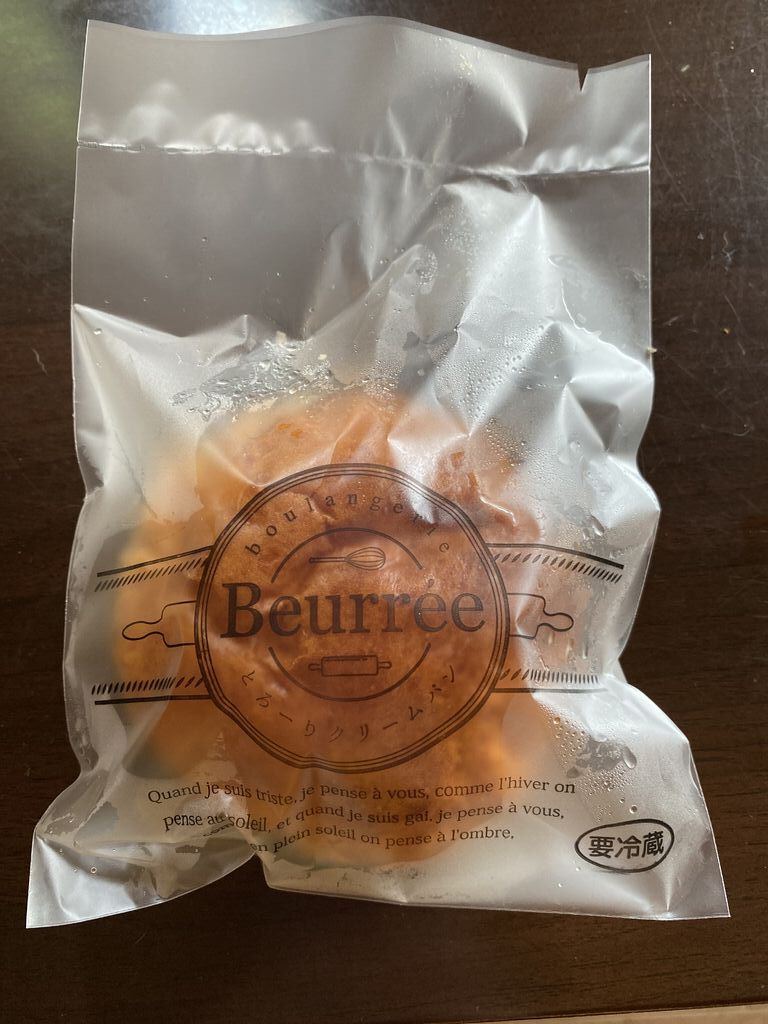 boulangerie
Beurrée
とろーりクリームパン
Quand je suis triste, je pense à vous, comme l'hiver on
pense au soleil, et quand je suis gai, je pense à vous,
comme en plein soleil on pense à l'ombre,
要冷蔵